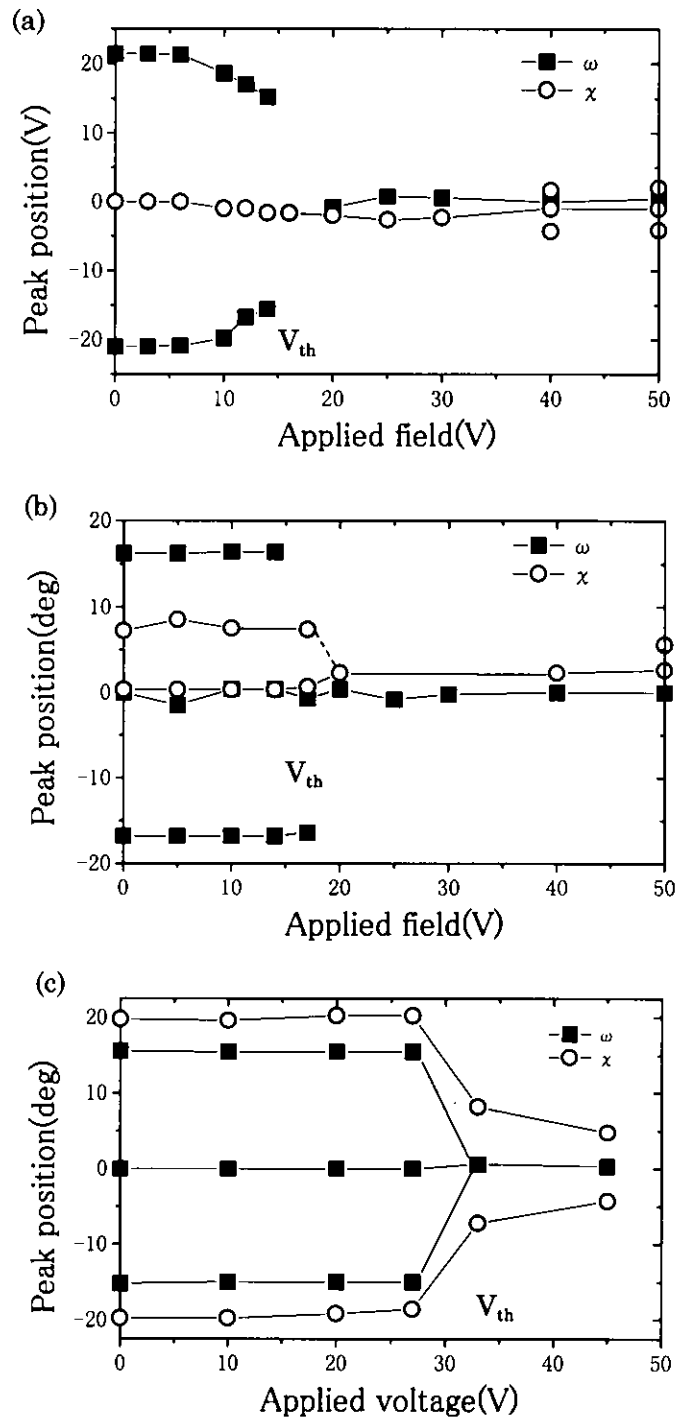 (a)
20
10
0
-10
-20
Peak position(V)
ω
χ
V_th
0 10 20 30 40 50
Applied field(V)
(b)
20
10
0
-10
-20
Peak position(deg)
ω
χ
V_th
0 10 20 30 40 50
Applied field(V)
(c)
20
10
0
-10
-20
Peak position(deg)
ω
χ
V_th
0 10 20 30 40 50
Applied voltage(V)